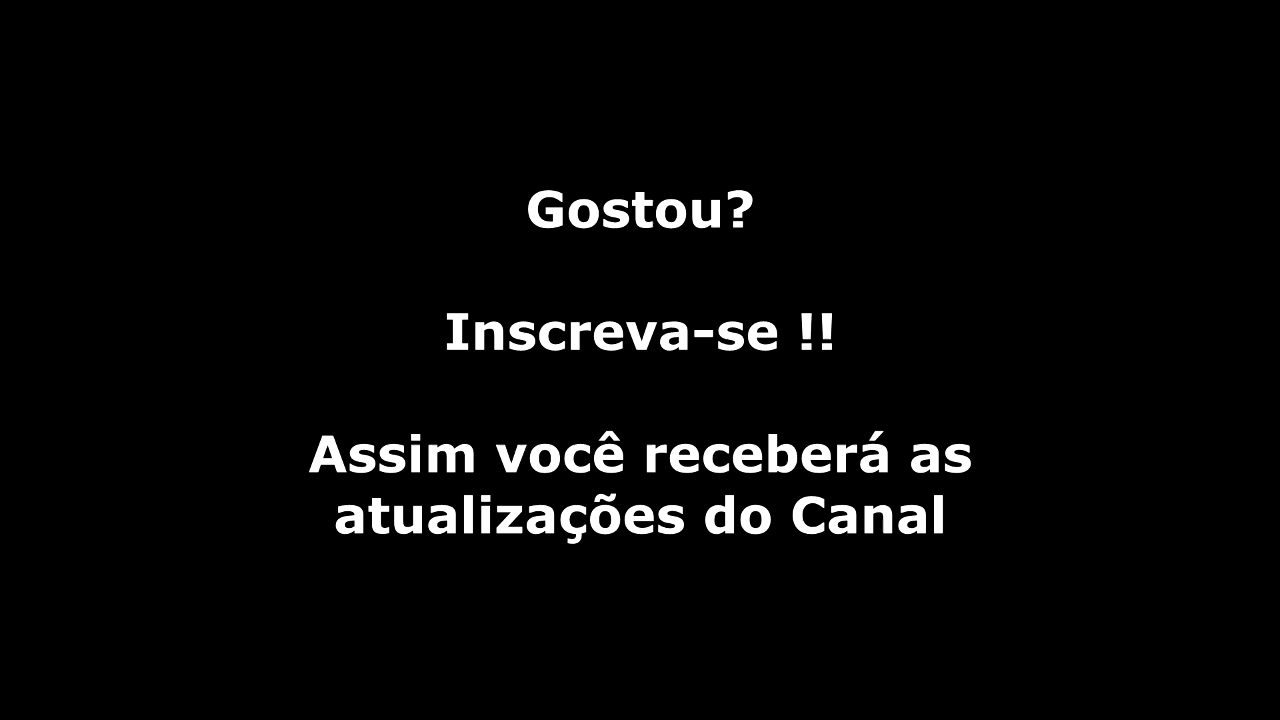 Gostou?
Inscreva-se !!
Assim você receberá as
atualizações do Canal